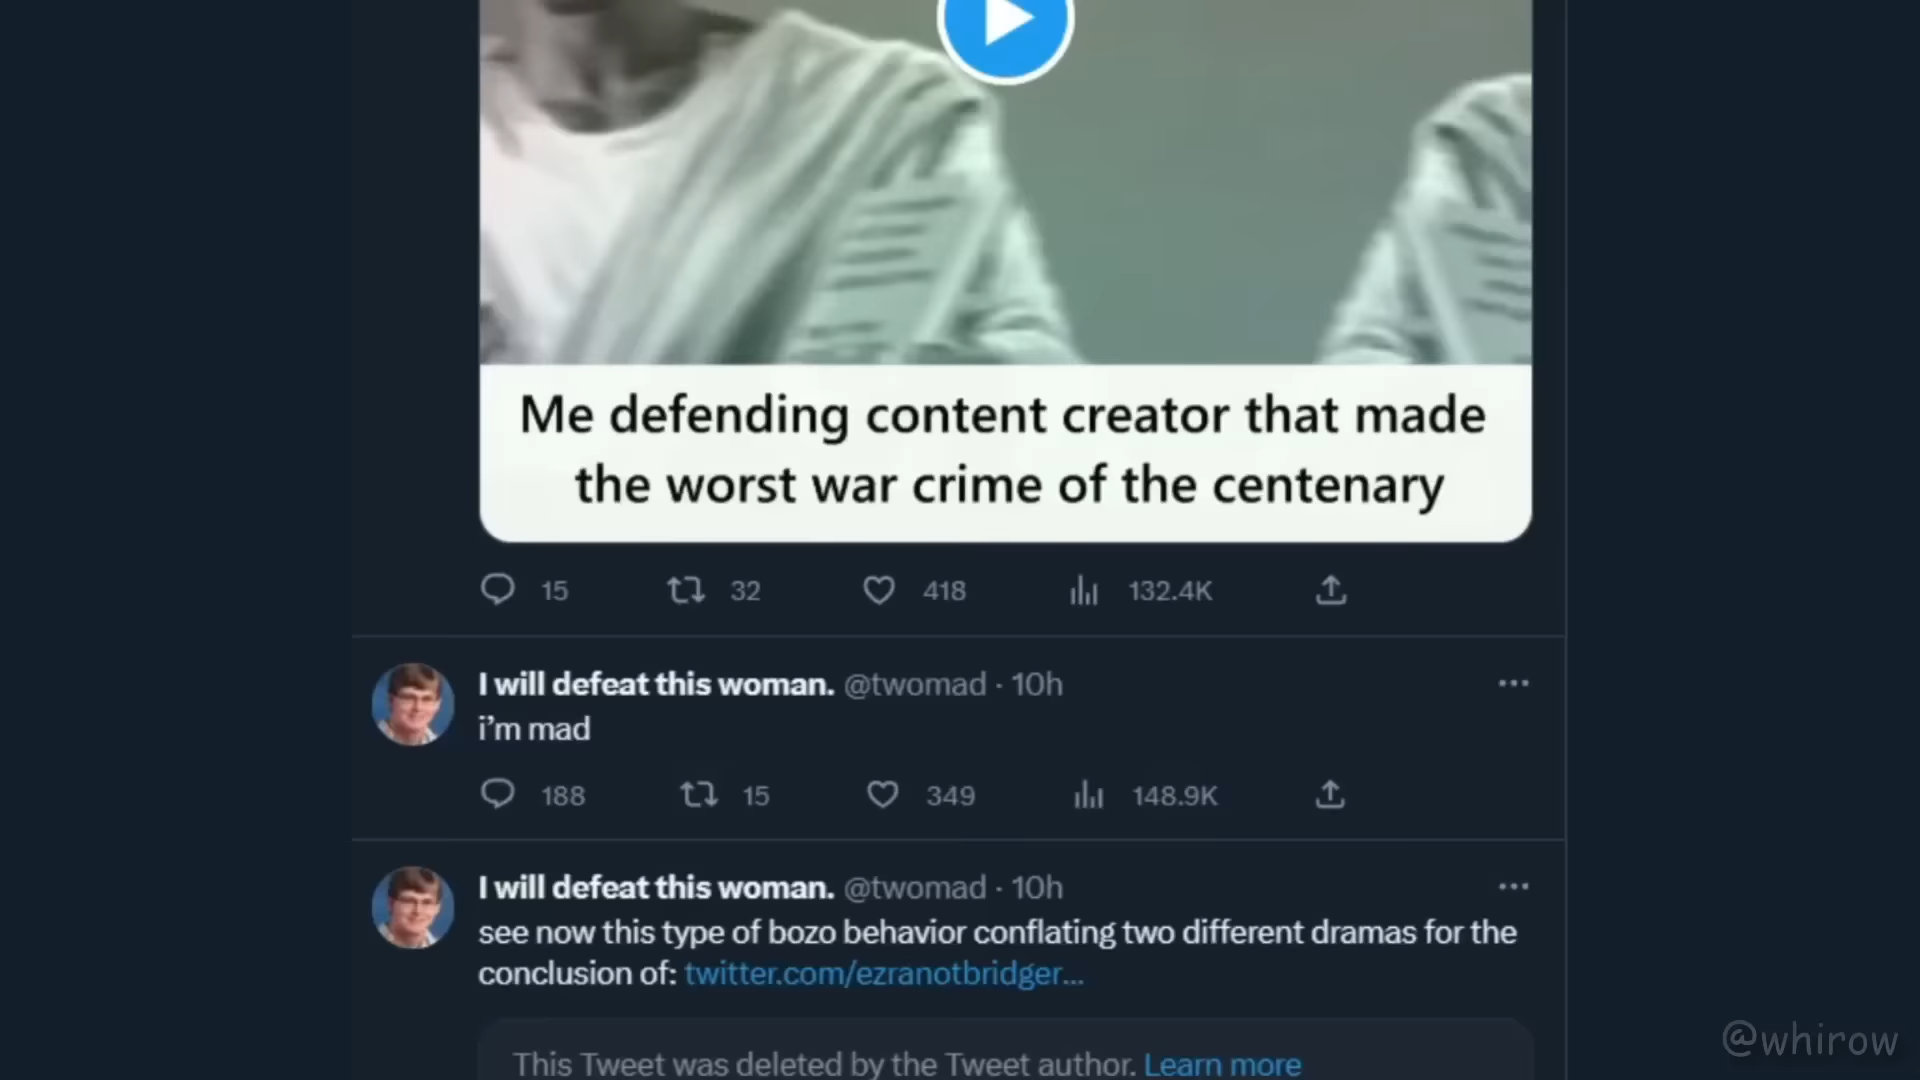 Me defending content creator that made
the worst war crime of the centenary
15 32 418 132.4K
I will defeat this woman. @twomad · 10h
i’m mad
188 15 349 148.9K
I will defeat this woman. @twomad · 10h
see now this type of bozo behavior conflating two different dramas for the
conclusion of: twitter.com/ezranotbridger...
This Tweet was deleted by the Tweet author. Learn more
@whirow